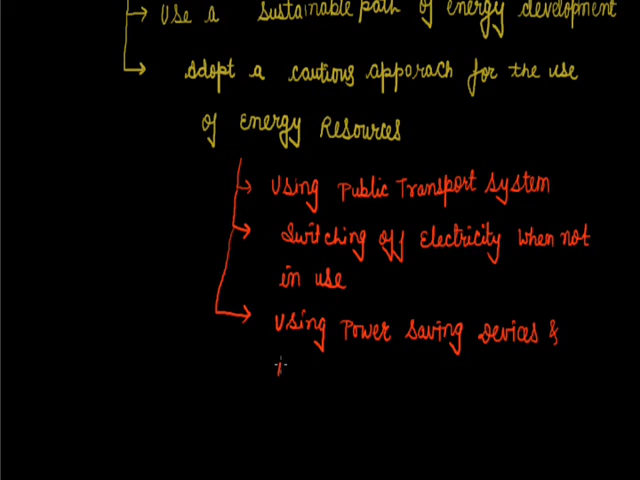 Use a sustainable path of energy development
Adopt a cautious apporach for the use
of Energy Resources
Using Public Transport System
Switching off Electricity when not
in use
Using Power Saving Devices &